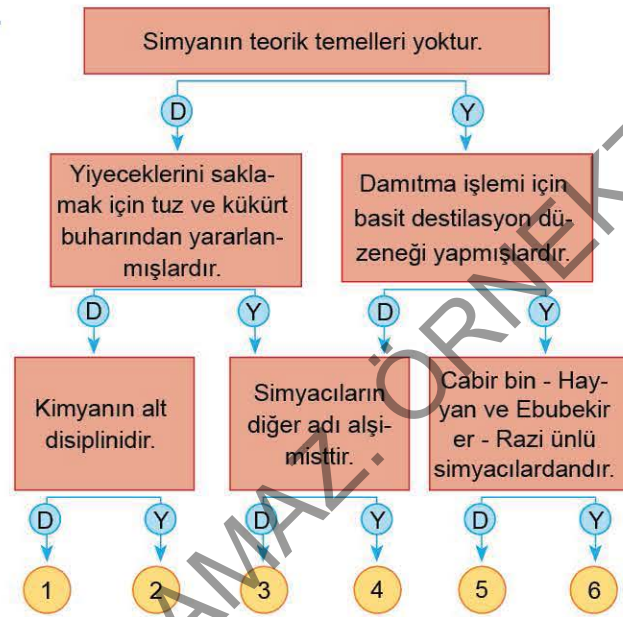 Simyanın teorik temelleri yoktur.
D
Y
Yiyeceklerini sakla-
mak için tuz ve kükürt
buharından yararlan-
mışlardır.
Damıtma işlemi için
basit destilasyon dü-
zeneği yapmışlardır.
D
Y
D
Y
Kimyanın alt
disiplinidir.
Simyacıların
diğer adı alşi-
misttir.
Cabir bin - Hay-
yan ve Ebubekir
er - Razi ünlü
simyacılardandır.
D
Y
D
Y
D
Y
1
2
3
4
5
6
AMAZ. ÖRNEKT